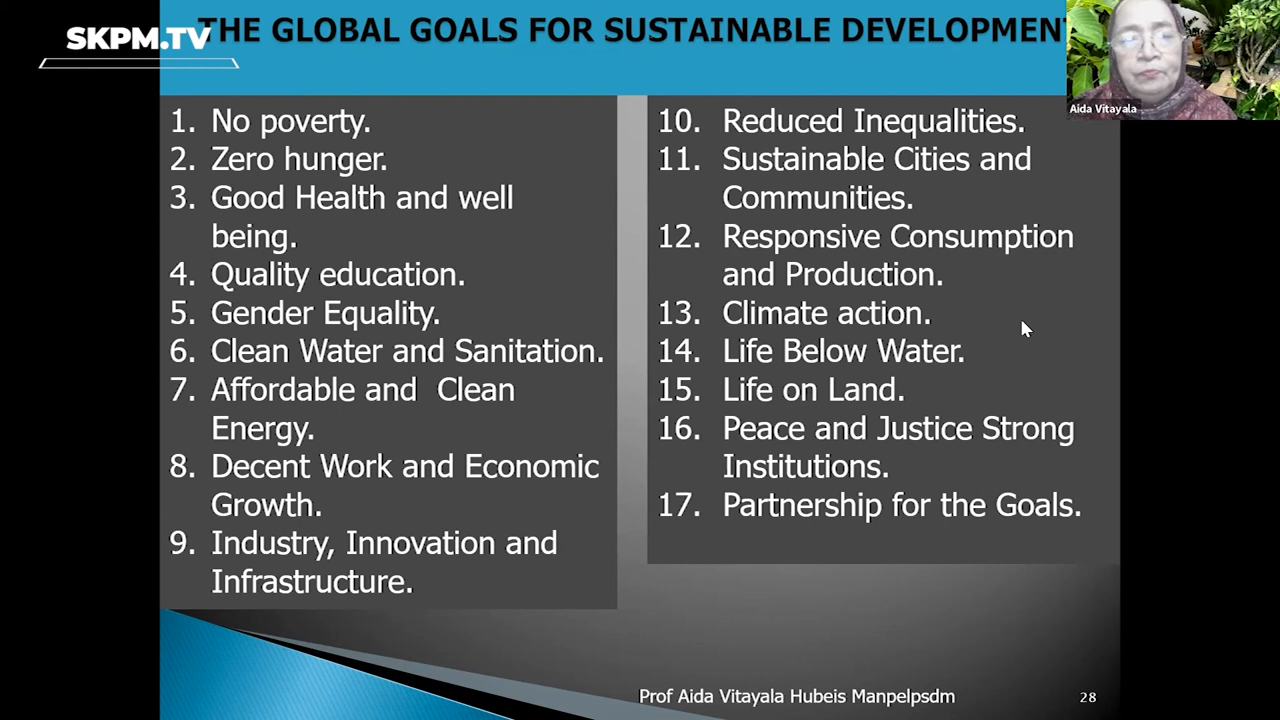 SKPM.TV
THE GLOBAL GOALS FOR SUSTAINABLE DEVELOPMENT
Aida Vitayala
1. No poverty.
2. Zero hunger.
3. Good Health and well
being.
4. Quality education.
5. Gender Equality.
6. Clean Water and Sanitation.
7. Affordable and Clean
Energy.
8. Decent Work and Economic
Growth.
9. Industry, Innovation and
Infrastructure.
10. Reduced Inequalities.
11. Sustainable Cities and
Communities.
12. Responsive Consumption
and Production.
13. Climate action.
14. Life Below Water.
15. Life on Land.
16. Peace and Justice Strong
Institutions.
17. Partnership for the Goals.
Prof Aida Vitayala Hubeis Manpelpsdm
28